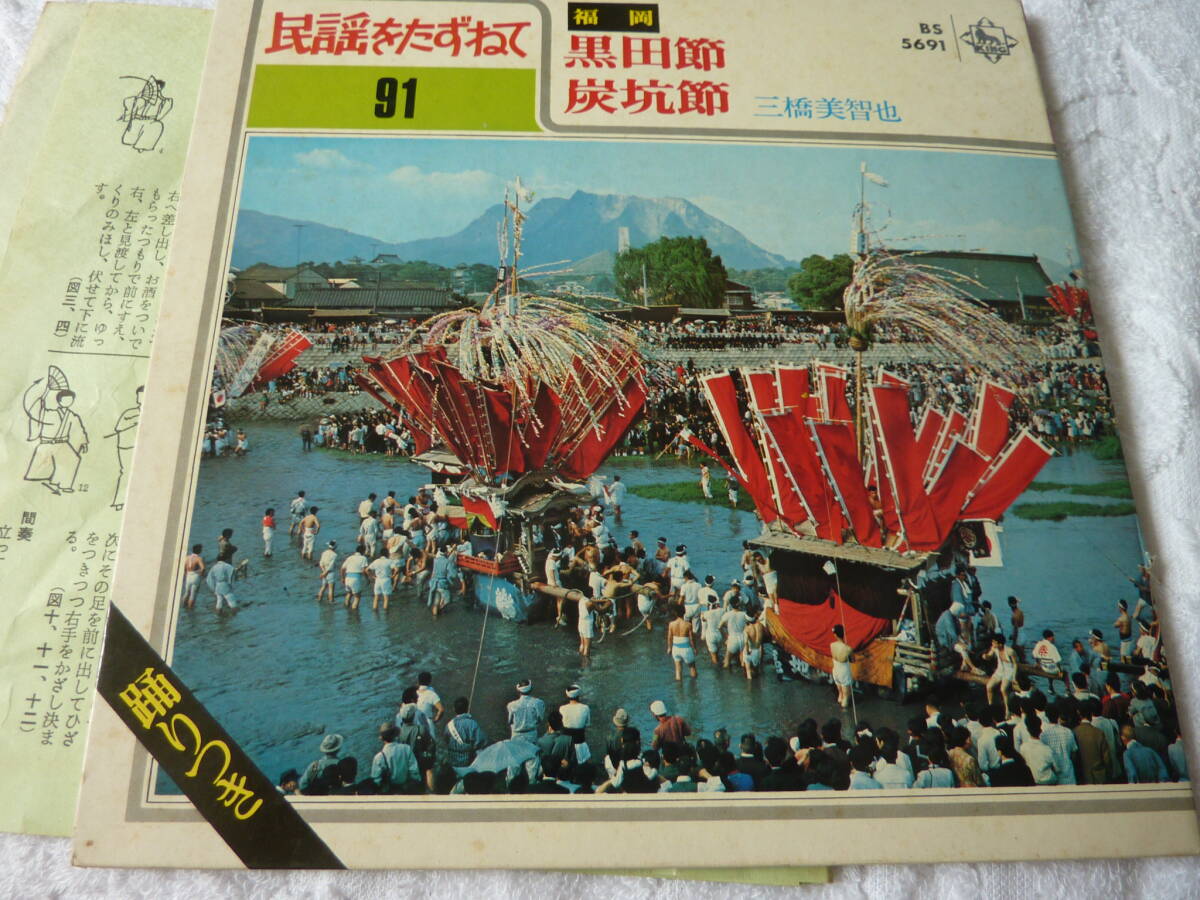 民謡をたずねて
91
福岡
黒田節
炭坑節
三橋美智也
BS
5691
KING
踊りしつき
4
右へ差し出し、お酒をついで
もらったつもりで前にすえ、
右、左と見渡してから、ゆっ
くりのみほし、伏せて下に流
す。
(図三、四)
12
間奏
次にその足を前に出してひざ
をつきっつ右手をかざし決ま
る。
(図十、十一、十二)